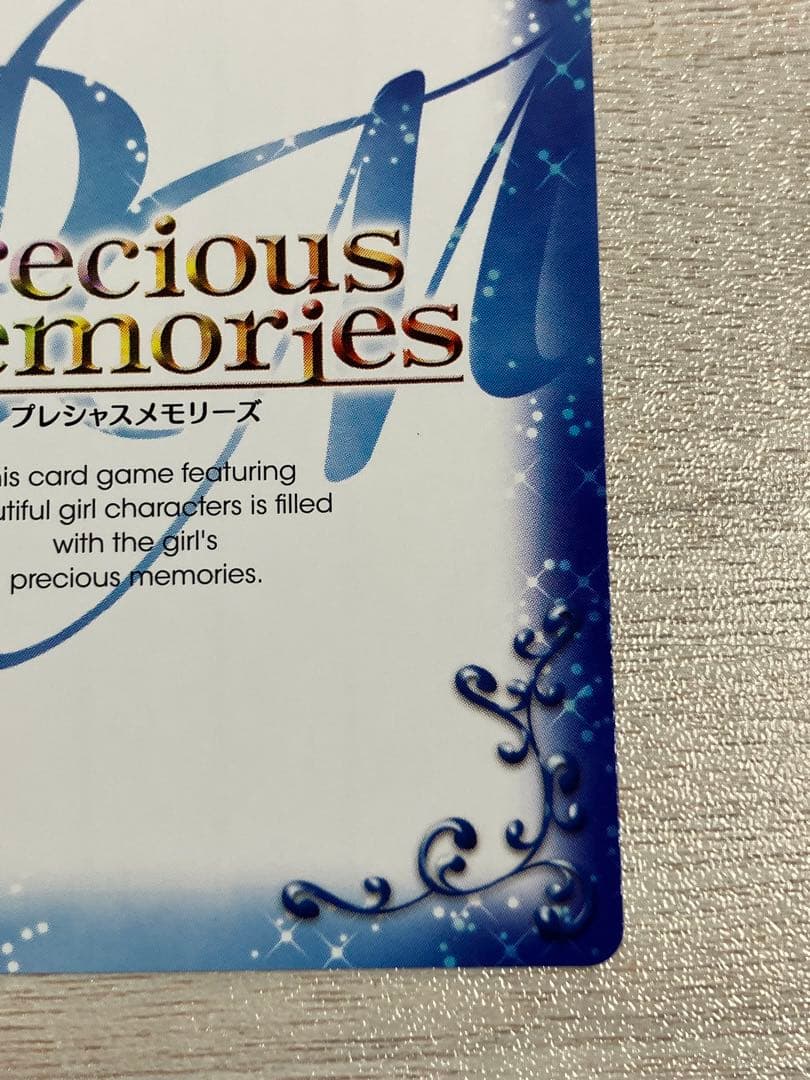 recious
emories
プレシャスメモリーズ
is card game featuring
utiful girl characters is filled
with the girl's
precious memories.